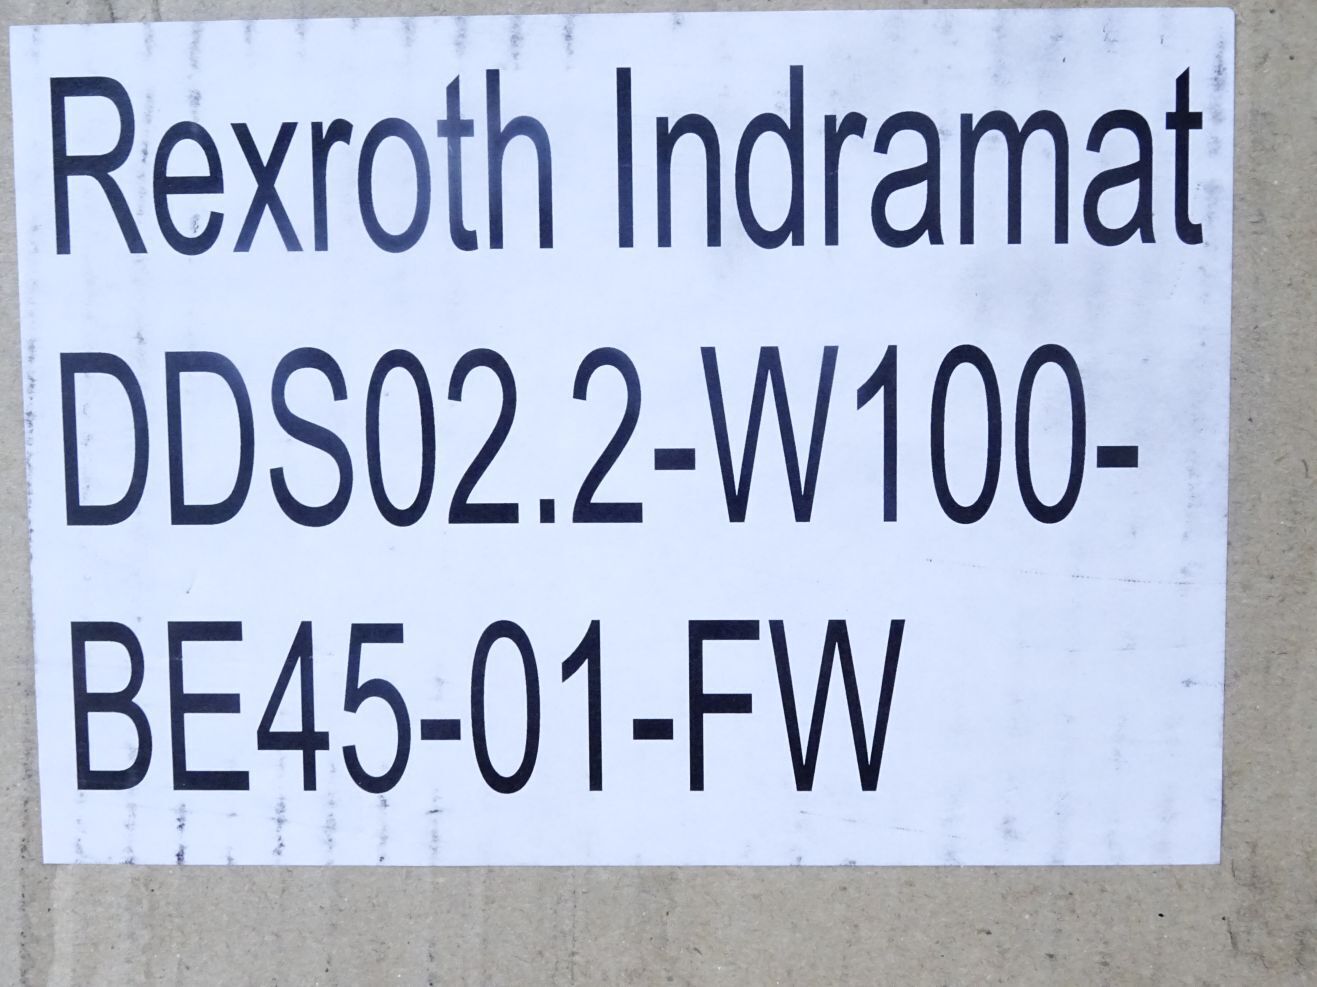 Rexroth Indramat
DDS02.2-W100-
BE45-01-FW